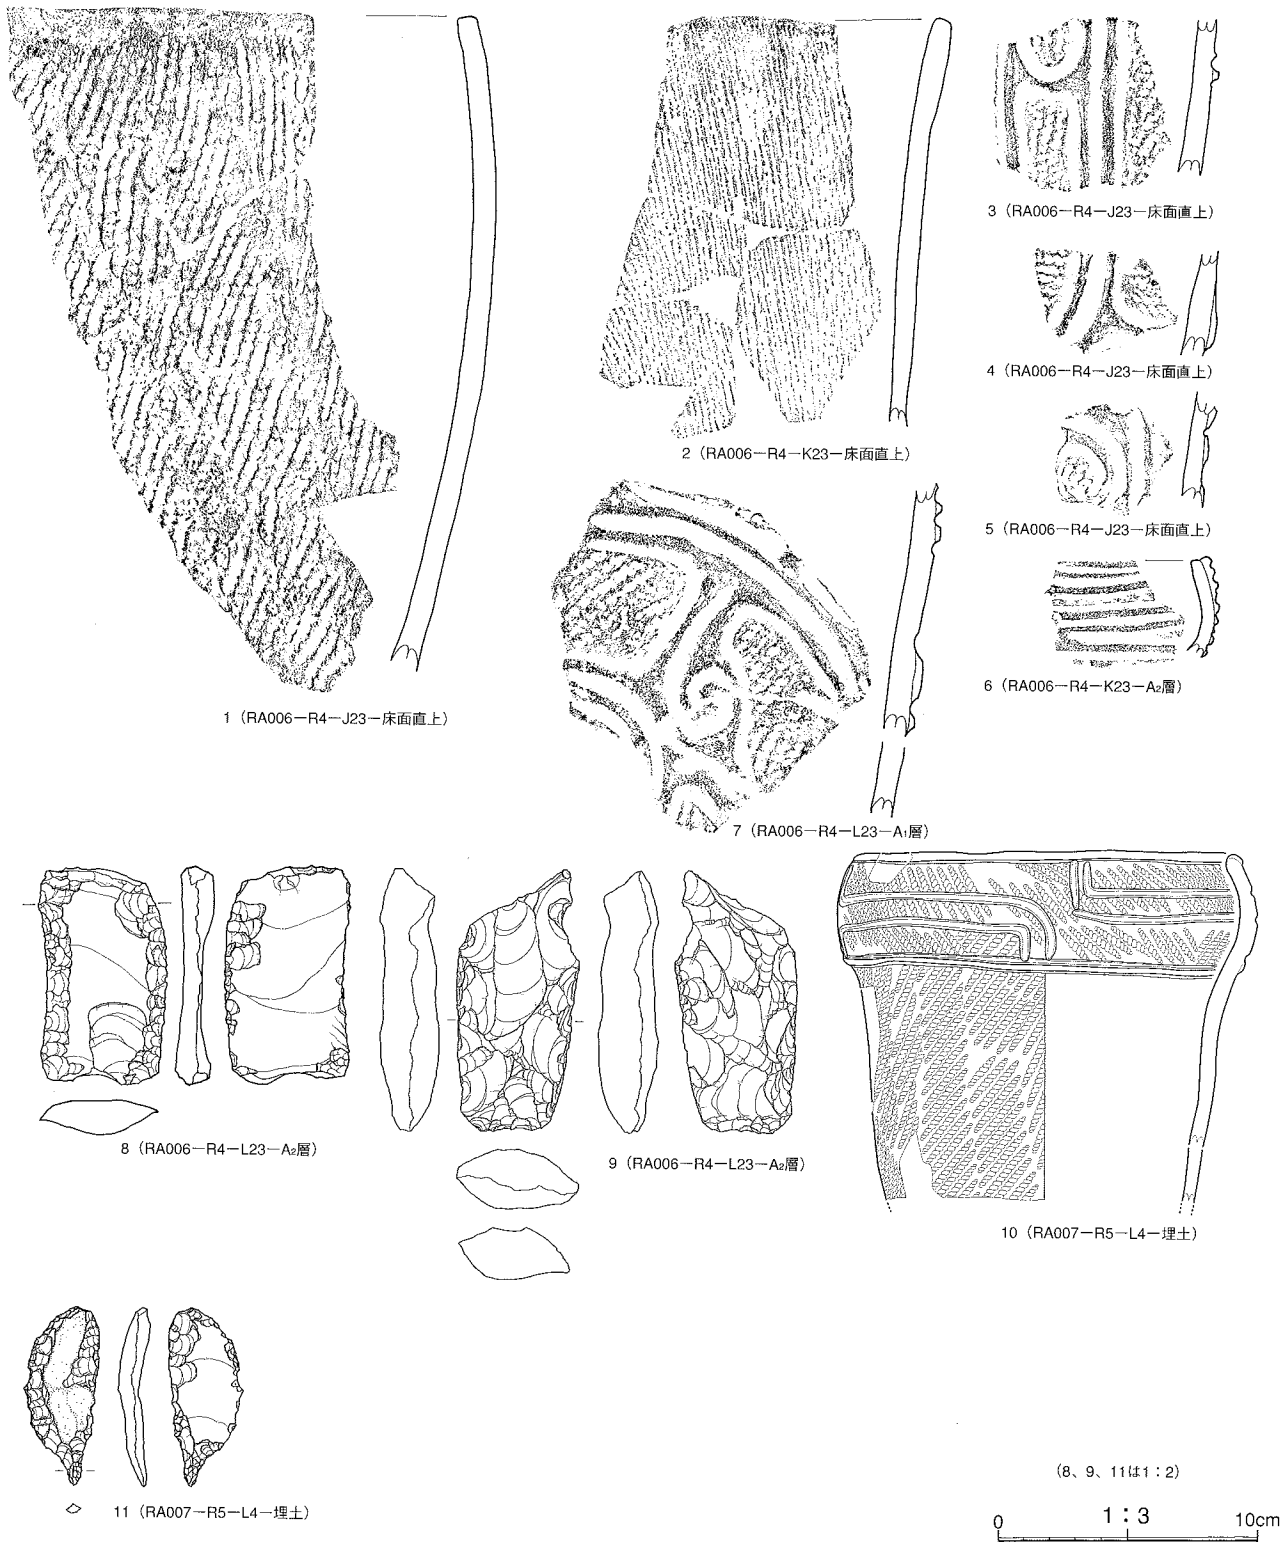 1（RA006－R4－J23－床面直上）
2（RA006－R4－K23－床面直上）
3（RA006－R4－J23－床面直上）
4（RA006－R4－J23－床面直上）
5（RA006－R4－J23－床面直上）
6（RA006－R4－K23－A₂層）
7（RA006－R4－L23－A₁層）
8（RA006－R4－L23－A₂層）
9（RA006－R4－L23－A₂層）
10（RA007－R5－L4－埋土）
11（RA007－R5－L4－埋土）
（8、9、11は1：2）
1：3
0 10cm